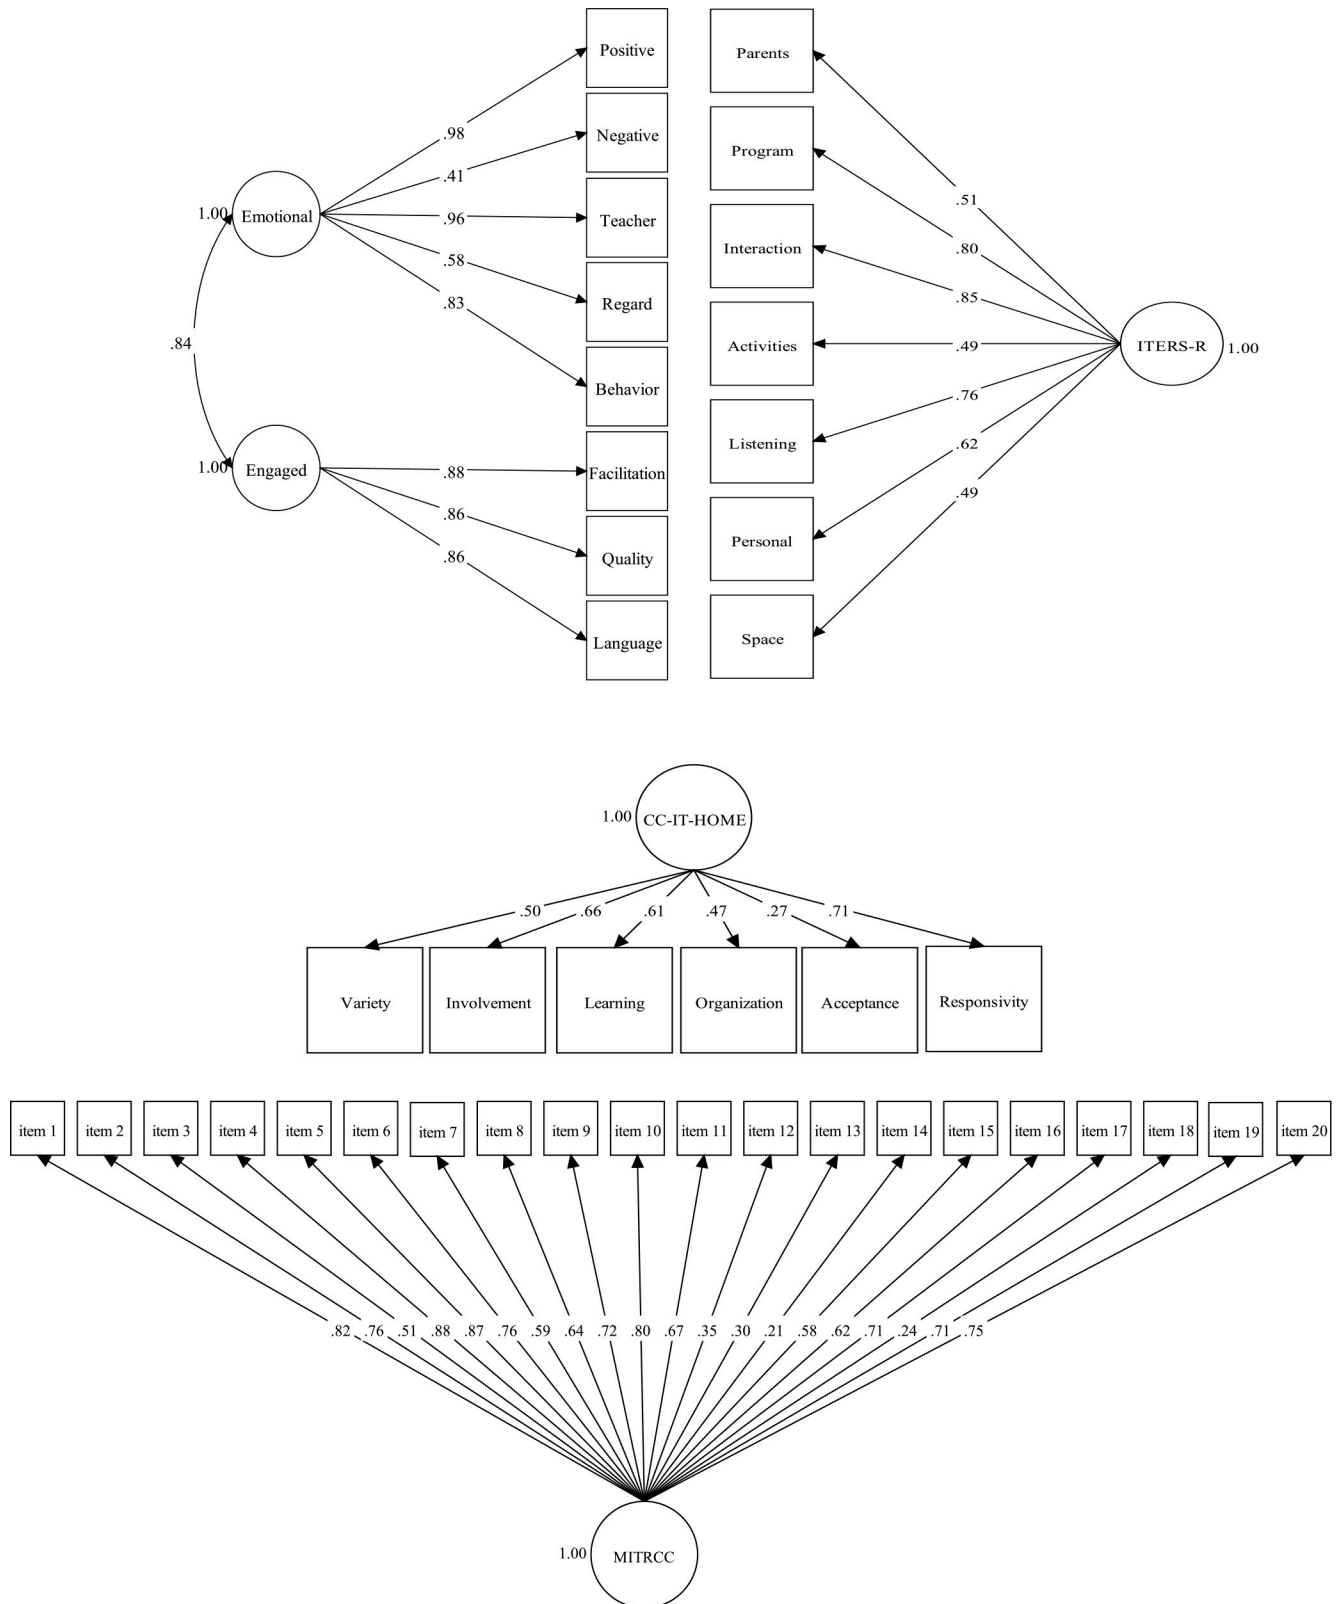 Positive
Negative
Teacher
Regard
Behavior
Facilitation
Quality
Language
.98
.41
.96
.58
.83
1.00
Emotional
.84
1.00
Engaged
.88
.86
.86
Parents
Program
Interaction
Activities
Listening
Personal
Space
.51
.80
.85
.49
.76
.62
.49
ITERS-R
1.00
1.00
CC-IT-HOME
.50 .66 .61 .47 .27 .71
Variety Involvement Learning Organization Acceptance Responsivity
item 1 item 2 item 3 item 4 item 5 item 6 item 7 item 8 item 9 item 10 item 11 item 12 item 13 item 14 item 15 item 16 item 17 item 18 item 19 item 20
.82 .76 .51 .88 .87 .76 .59 .64 .72 .80 .67 .35 .30 .21 .58 .62 .71 .24 .71 .75
1.00
MITRCC